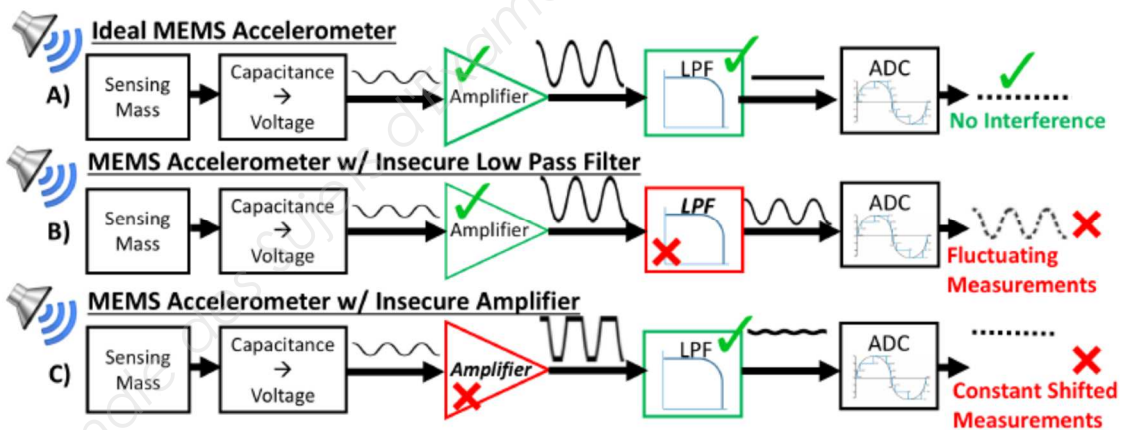 Ideal MEMS Accelerometer
A)
Sensing
Mass
Capacitance
→
Voltage
Amplifier
LPF
ADC
No Interference
MEMS Accelerometer w/ Insecure Low Pass Filter
B)
Sensing
Mass
Capacitance
→
Voltage
Amplifier
LPF
ADC
Fluctuating
Measurements
MEMS Accelerometer w/ Insecure Amplifier
C)
Sensing
Mass
Capacitance
→
Voltage
Amplifier
LPF
ADC
Constant Shifted
Measurements
des sujets